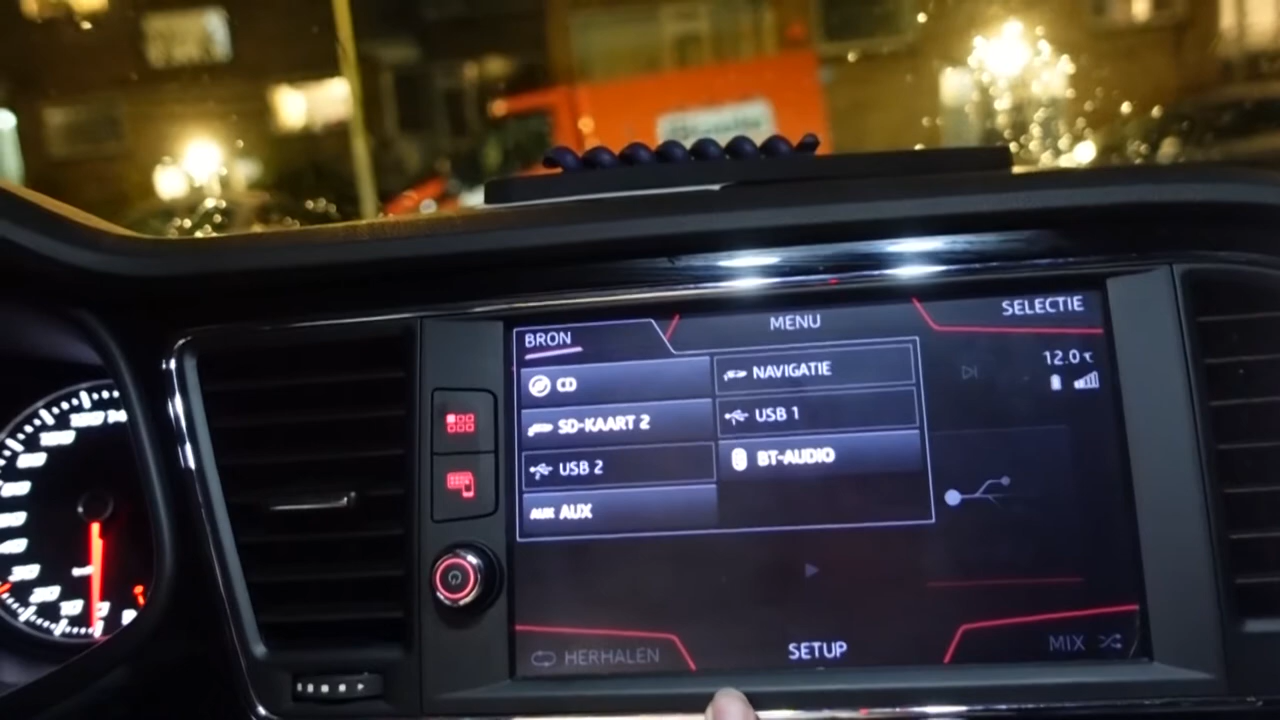 BRON
MENU
SELECTIE
CD
NAVIGATIE
12.0
SD-KAART 2
USB 1
USB 2
BT-AUDIO
AUX AUX
HERHALEN
SETUP
MIX